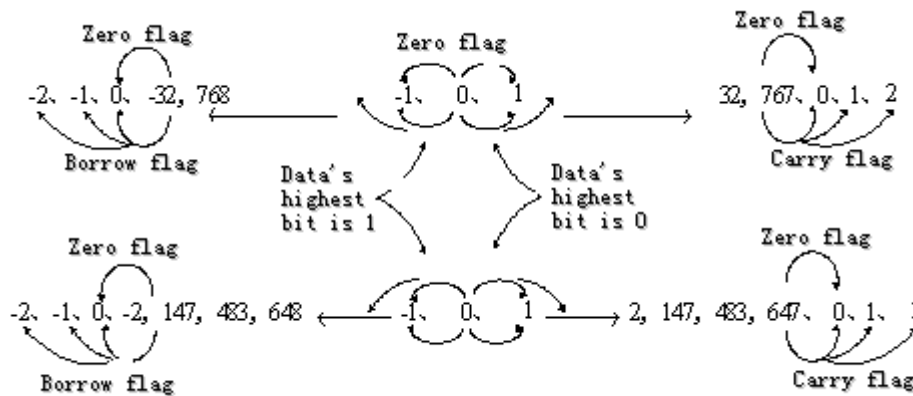 Zero flag
Zero flag
Zero flag
-2、 -1、 0、 -32, 768
-1、 0、 1
32, 767、 0、 1、 2
Borrow flag
Carry flag
Data's highest bit is 1
Data's highest bit is 0
Zero flag
Zero flag
-2、 -1、 0、 -2, 147, 483, 648
-1、 0、 1
2, 147, 483, 647、 0、 1、
Borrow flag
Carry flag